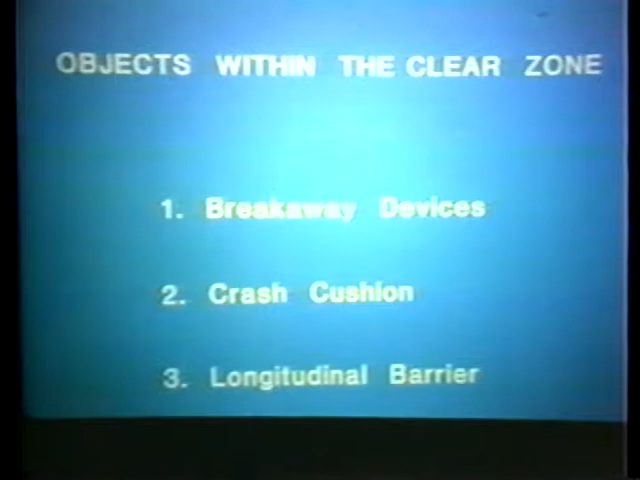 OBJECTS WITHIN THE CLEAR ZONE
1. Breakaway Devices
2. Crash Cushion
3. Longitudinal Barrier